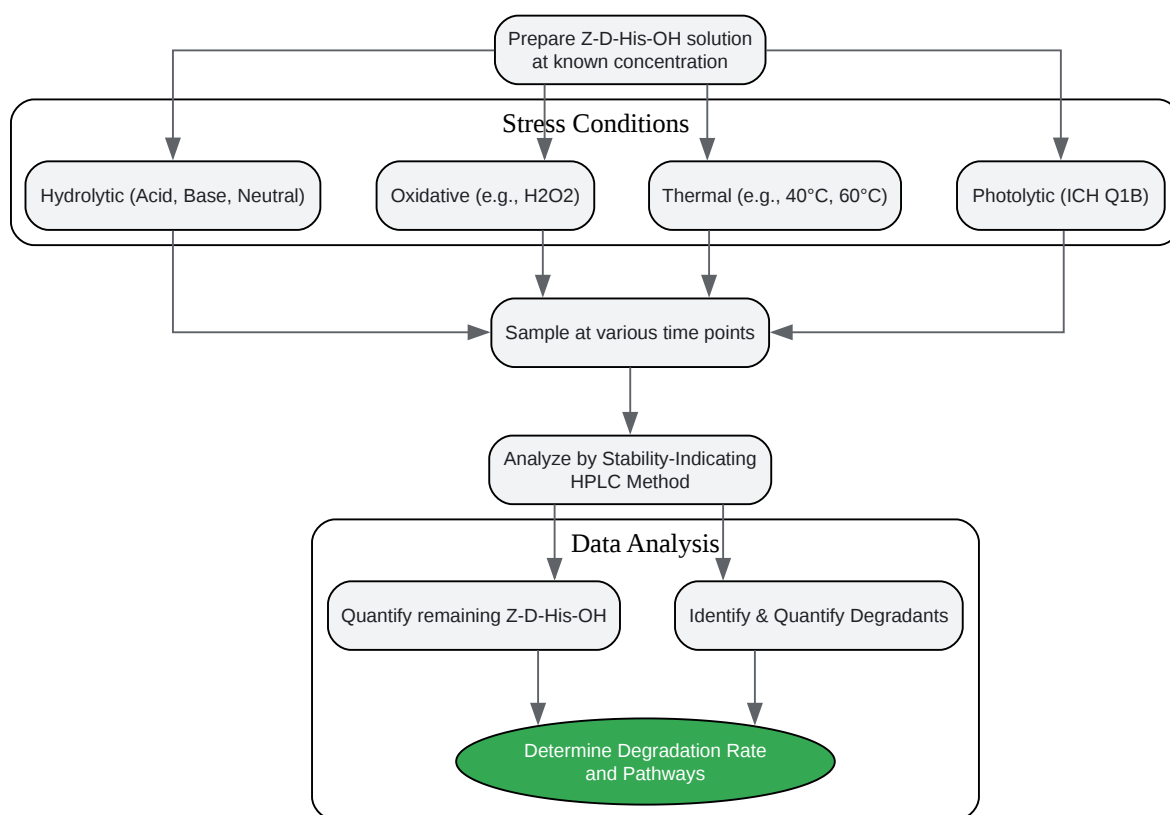 Prepare Z-D-His-OH solution
at known concentration
Stress Conditions
Hydrolytic (Acid, Base, Neutral)
Oxidative (e.g., H2O2)
Thermal (e.g., 40°C, 60°C)
Photolytic (ICH Q1B)
Sample at various time points
Analyze by Stability-Indicating
HPLC Method
Data Analysis
Quantify remaining Z-D-His-OH
Identify & Quantify Degradants
Determine Degradation Rate
and Pathways